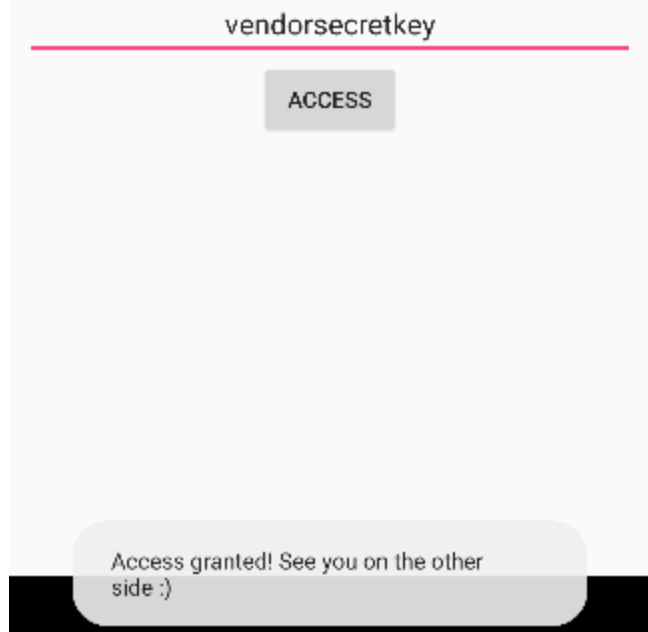 vendorsecretkey
ACCESS
Access granted! See you on the other
side :)